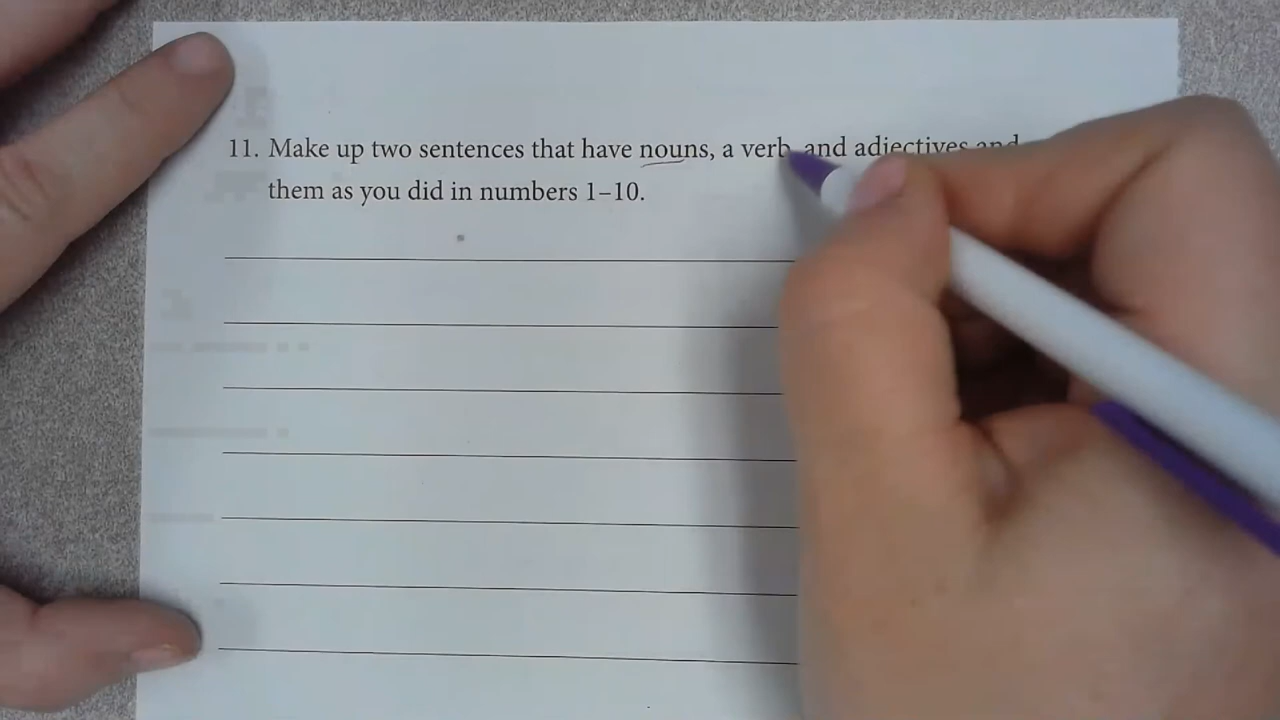 11. Make up two sentences that have nouns, a verb, and adjectives and
them as you did in numbers 1–10.